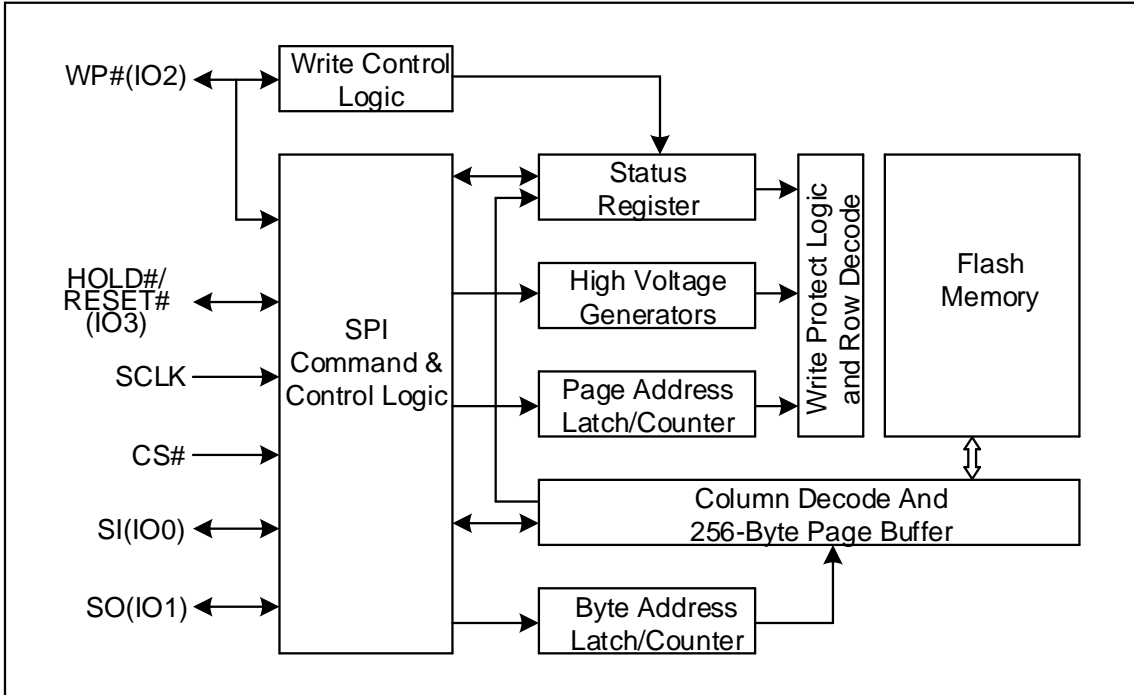 WP#(IO2)
Write Control
Logic
HOLD#/
RESET#
(IO3)
SCLK
CS#
SI(IO0)
SO(IO1)
SPI
Command &
Control Logic
Status
Register
High Voltage
Generators
Page Address
Latch/Counter
Write Protect Logic
and Row Decode
Flash
Memory
Column Decode And
256-Byte Page Buffer
Byte Address
Latch/Counter